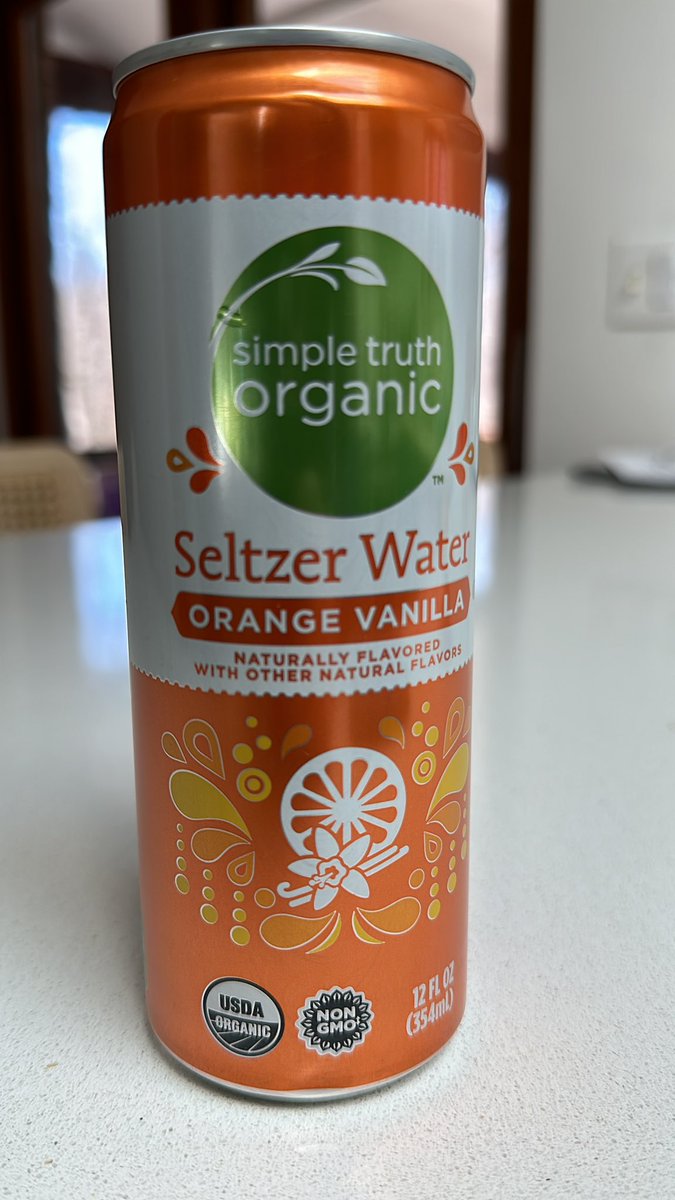 simple truth
organic
TM
Seltzer Water
ORANGE VANILLA
NATURALLY FLAVORED
WITH OTHER NATURAL FLAVORS
USDA
ORGANIC
NON
GMO
12 FL OZ
(354mL)